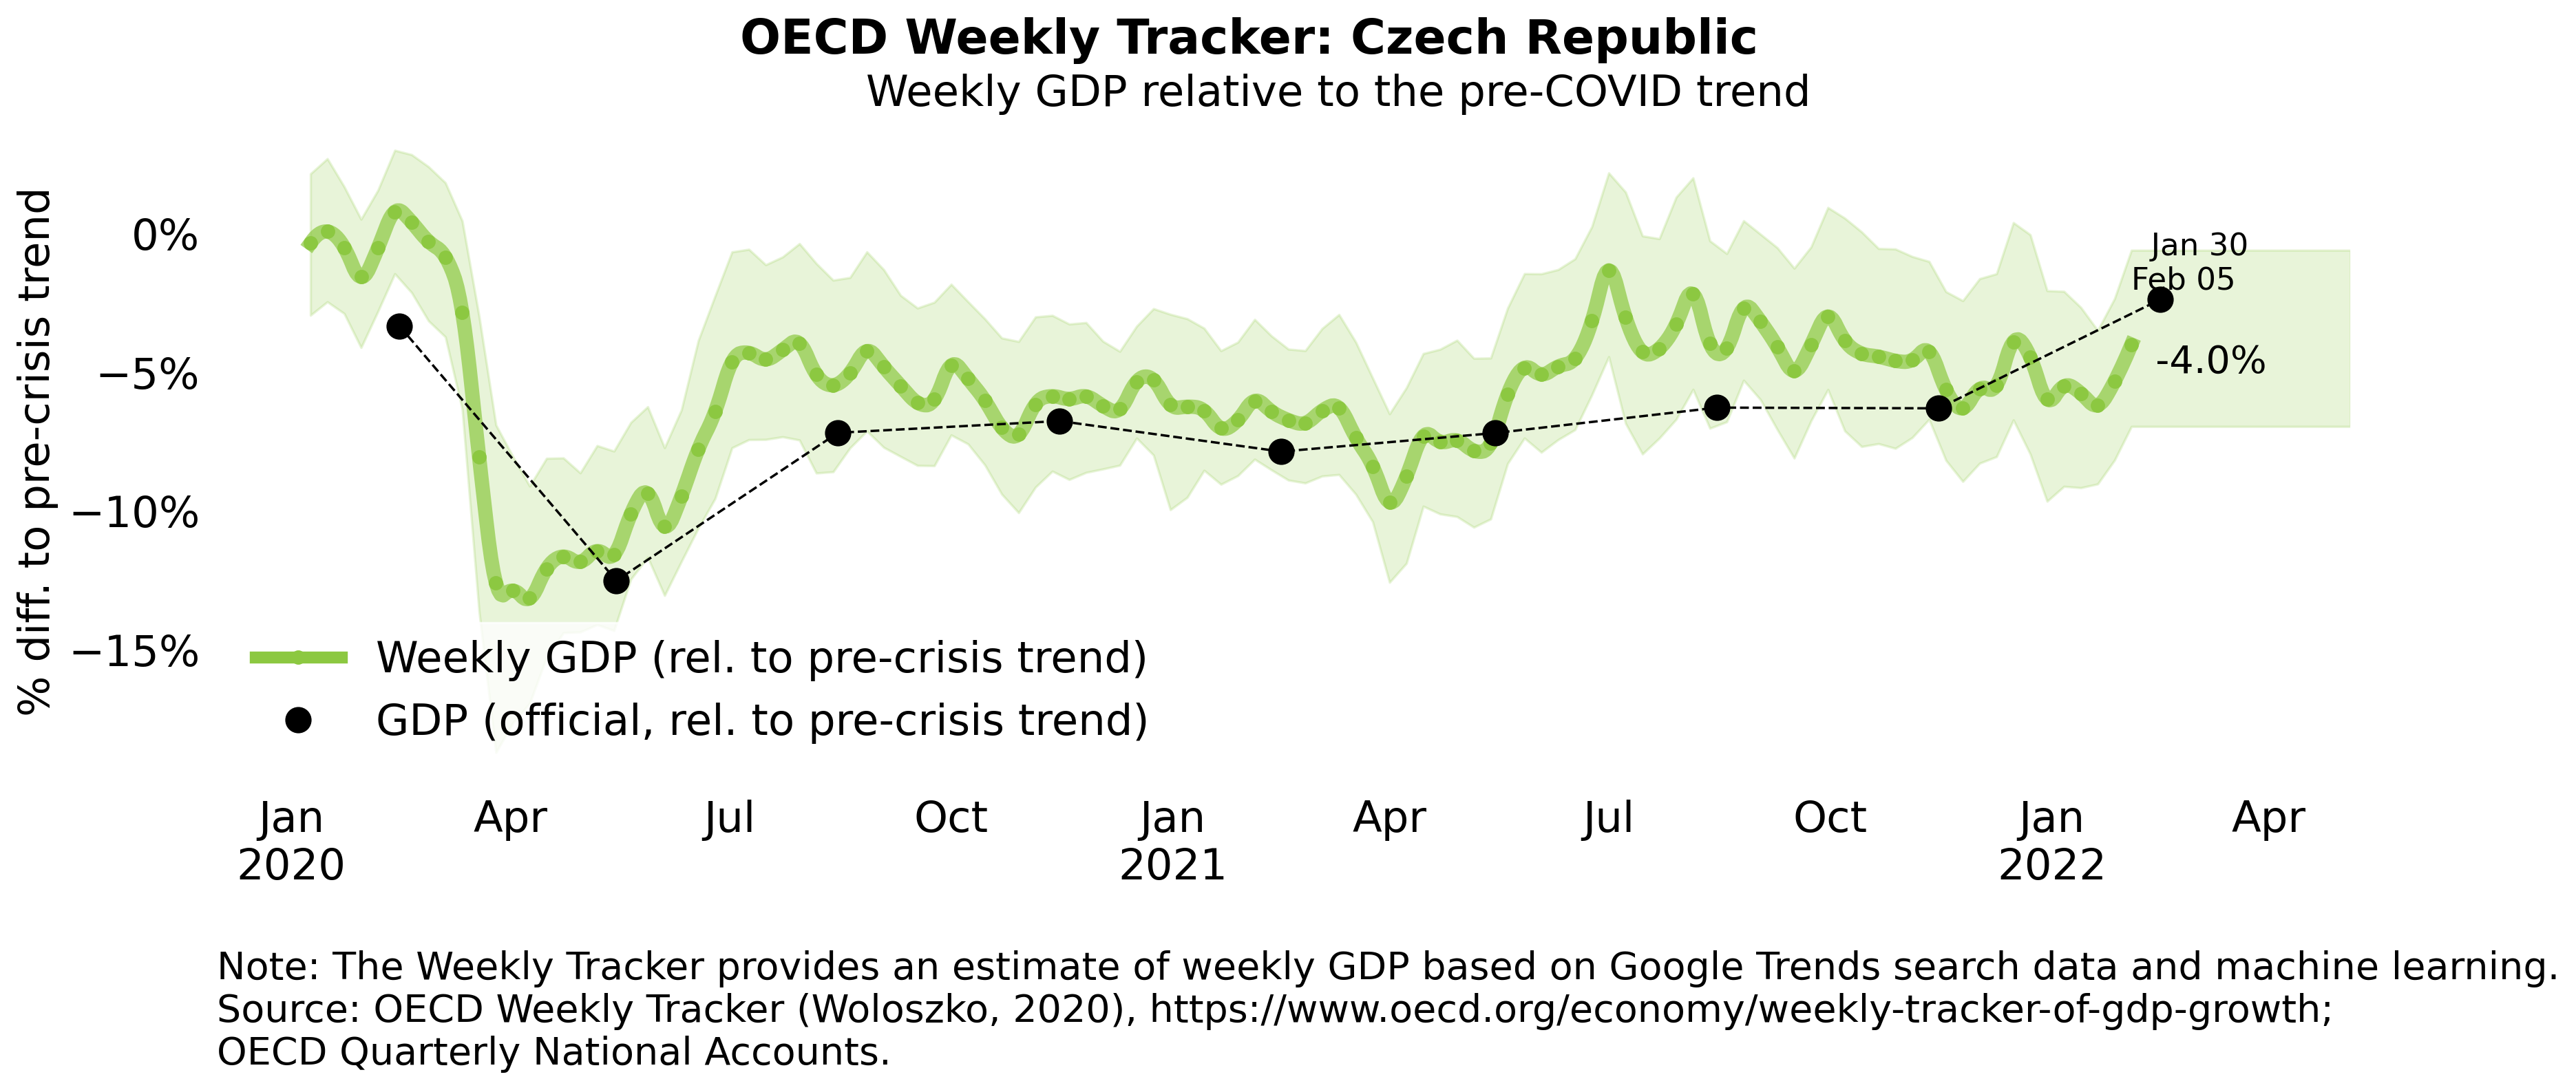 OECD Weekly Tracker: Czech Republic
Weekly GDP relative to the pre-COVID trend
% diff. to pre-crisis trend
0%
−5%
−10%
−15%
Jan 30
Feb 05
-4.0%
Weekly GDP (rel. to pre-crisis trend)
GDP (official, rel. to pre-crisis trend)
Jan Apr Jul Oct Jan Apr Jul Oct Jan Apr
2020 2021 2022
Note: The Weekly Tracker provides an estimate of weekly GDP based on Google Trends search data and machine learning.
Source: OECD Weekly Tracker (Woloszko, 2020), https://www.oecd.org/economy/weekly-tracker-of-gdp-growth;
OECD Quarterly National Accounts.